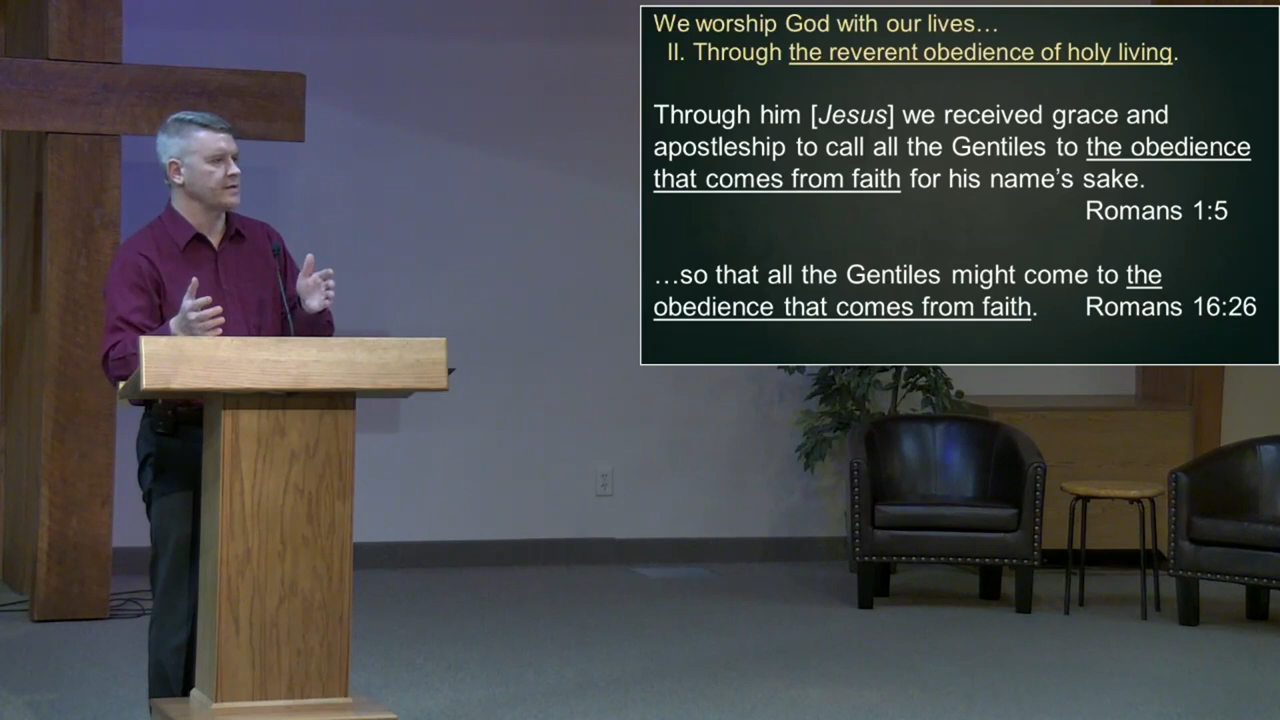 We worship God with our lives…
II. Through the reverent obedience of holy living.
Through him [Jesus] we received grace and
apostleship to call all the Gentiles to the obedience
that comes from faith for his name’s sake.
Romans 1:5
…so that all the Gentiles might come to the
obedience that comes from faith. Romans 16:26